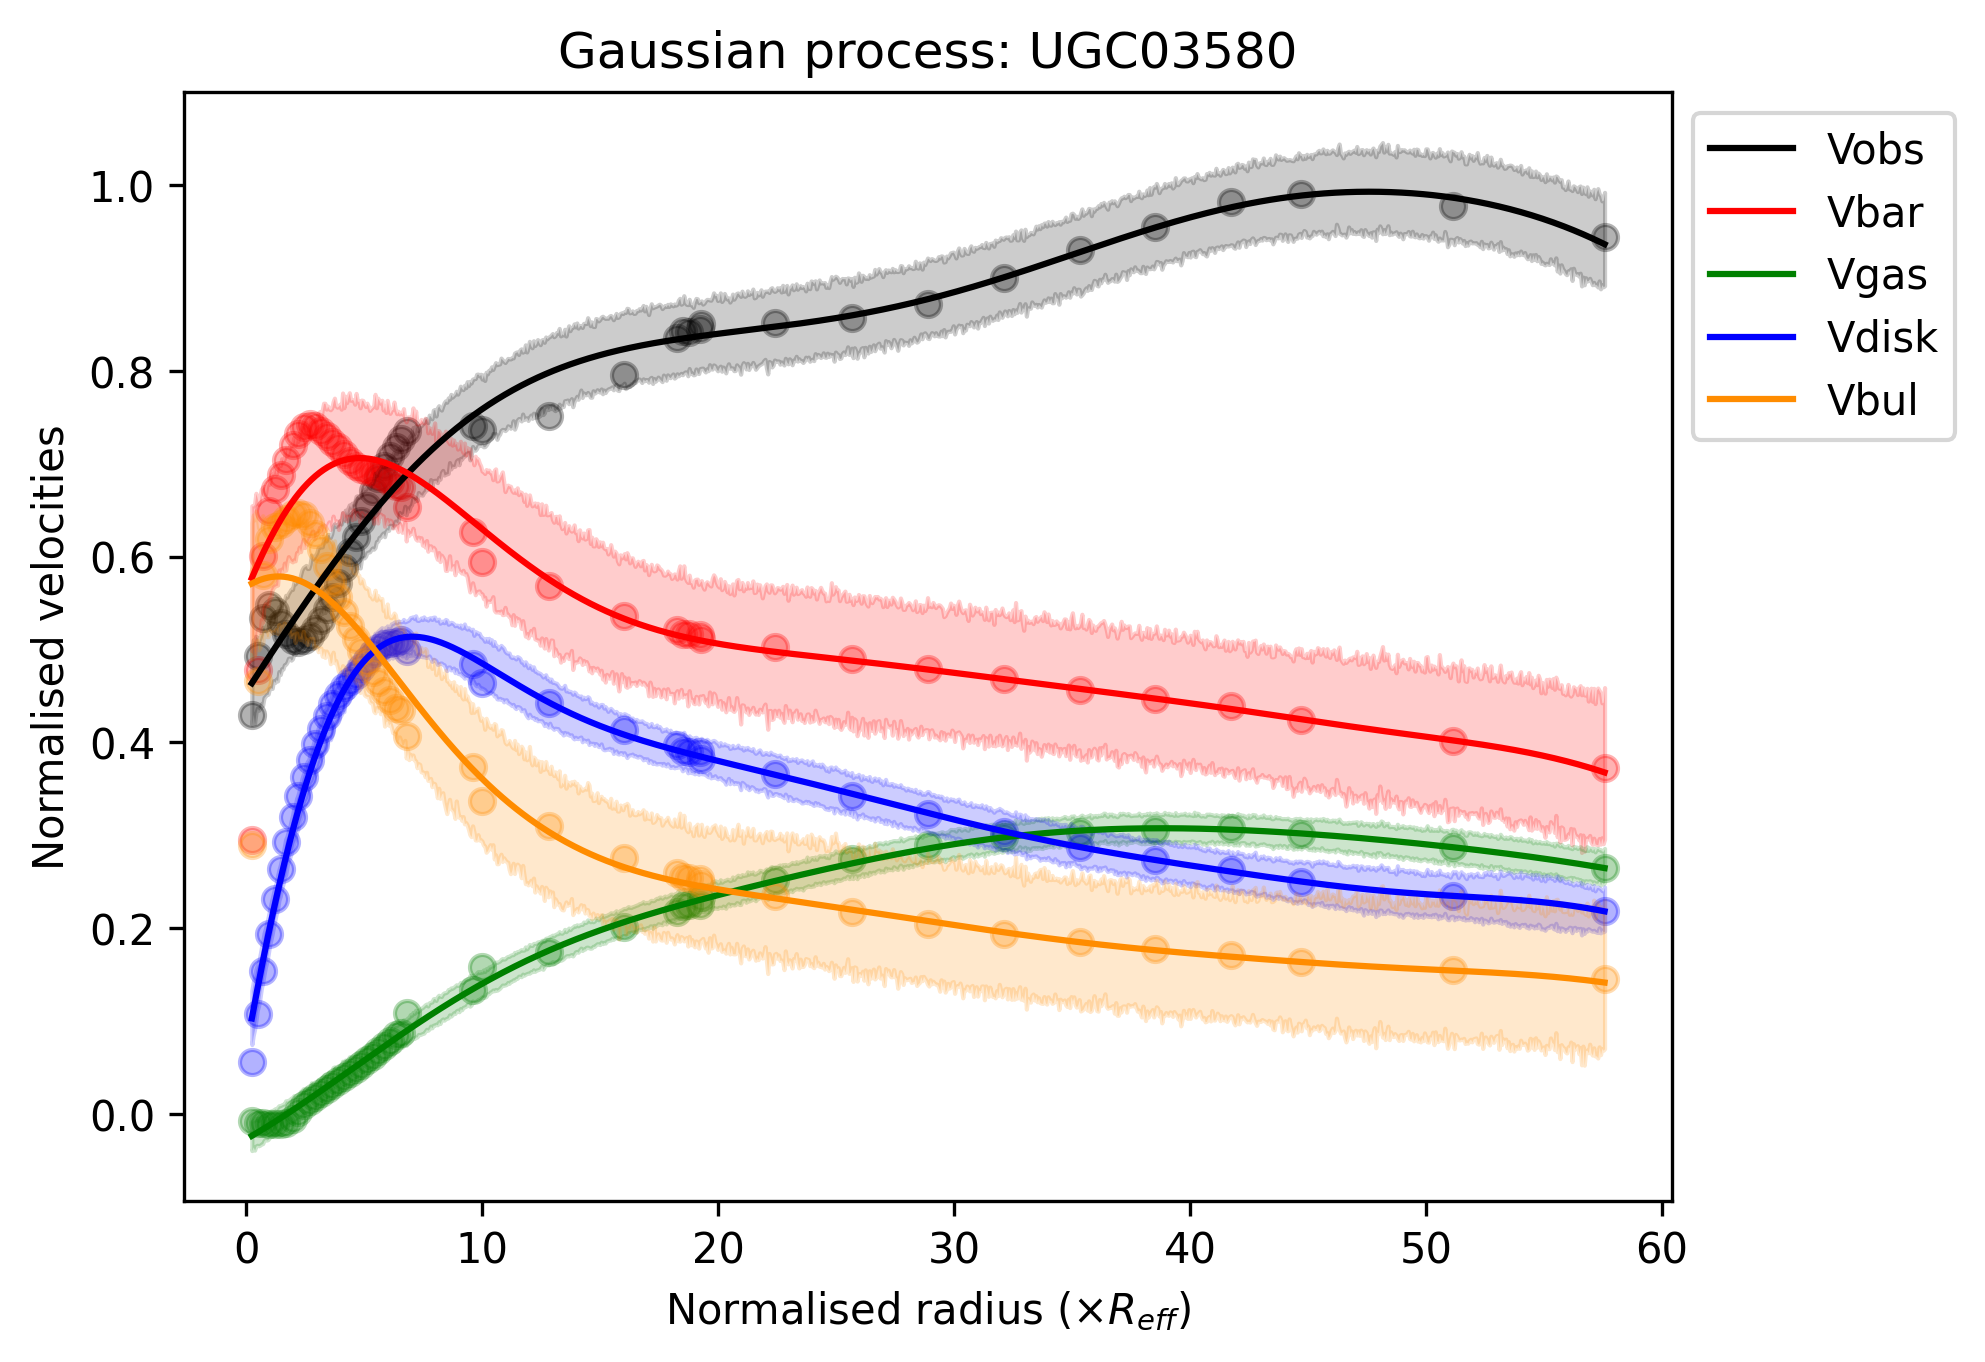 Gaussian process: UGC03580
Vobs
Vbar
Vgas
Vdisk
Vbul
Normalised velocities
1.0
0.8
0.6
0.4
0.2
0.0
0 10 20 30 40 50 60
Normalised radius (×R_eff)